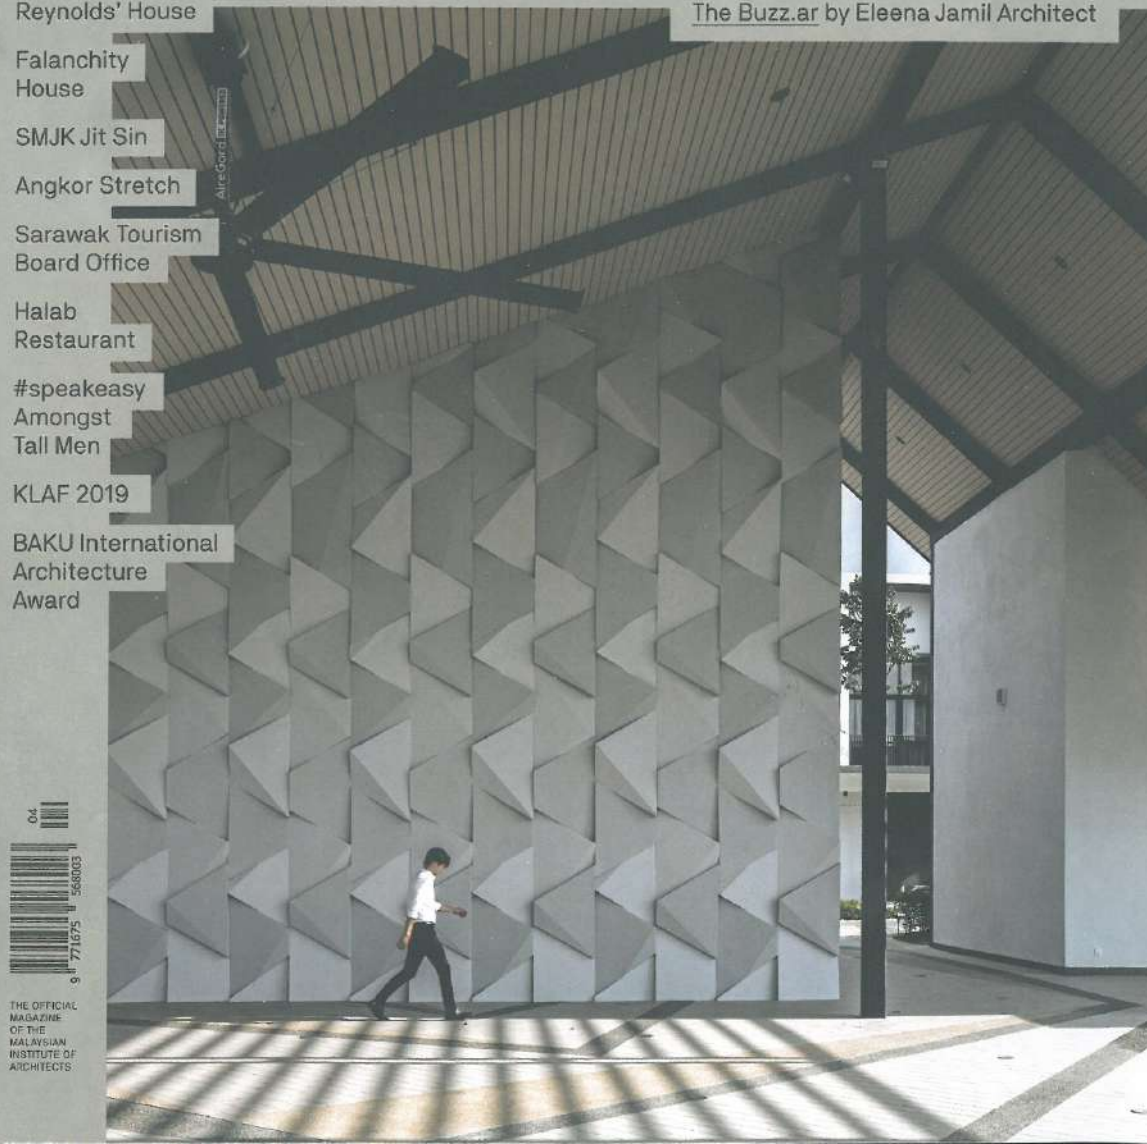 Reynolds' House
The Buzz.ar by Eleena Jamil Architect
Falanchity
House
SMJK Jit Sin
Angkor Stretch
Sarawak Tourism
Board Office
Halab
Restaurant
#speakeasy
Amongst
Tall Men
KLAF 2019
BAKU International
Architecture
Award
AireGard
04
9 771675 568003
THE OFFICIAL
MAGAZINE
OF THE
MALAYSIAN
INSTITUTE OF
ARCHITECTS